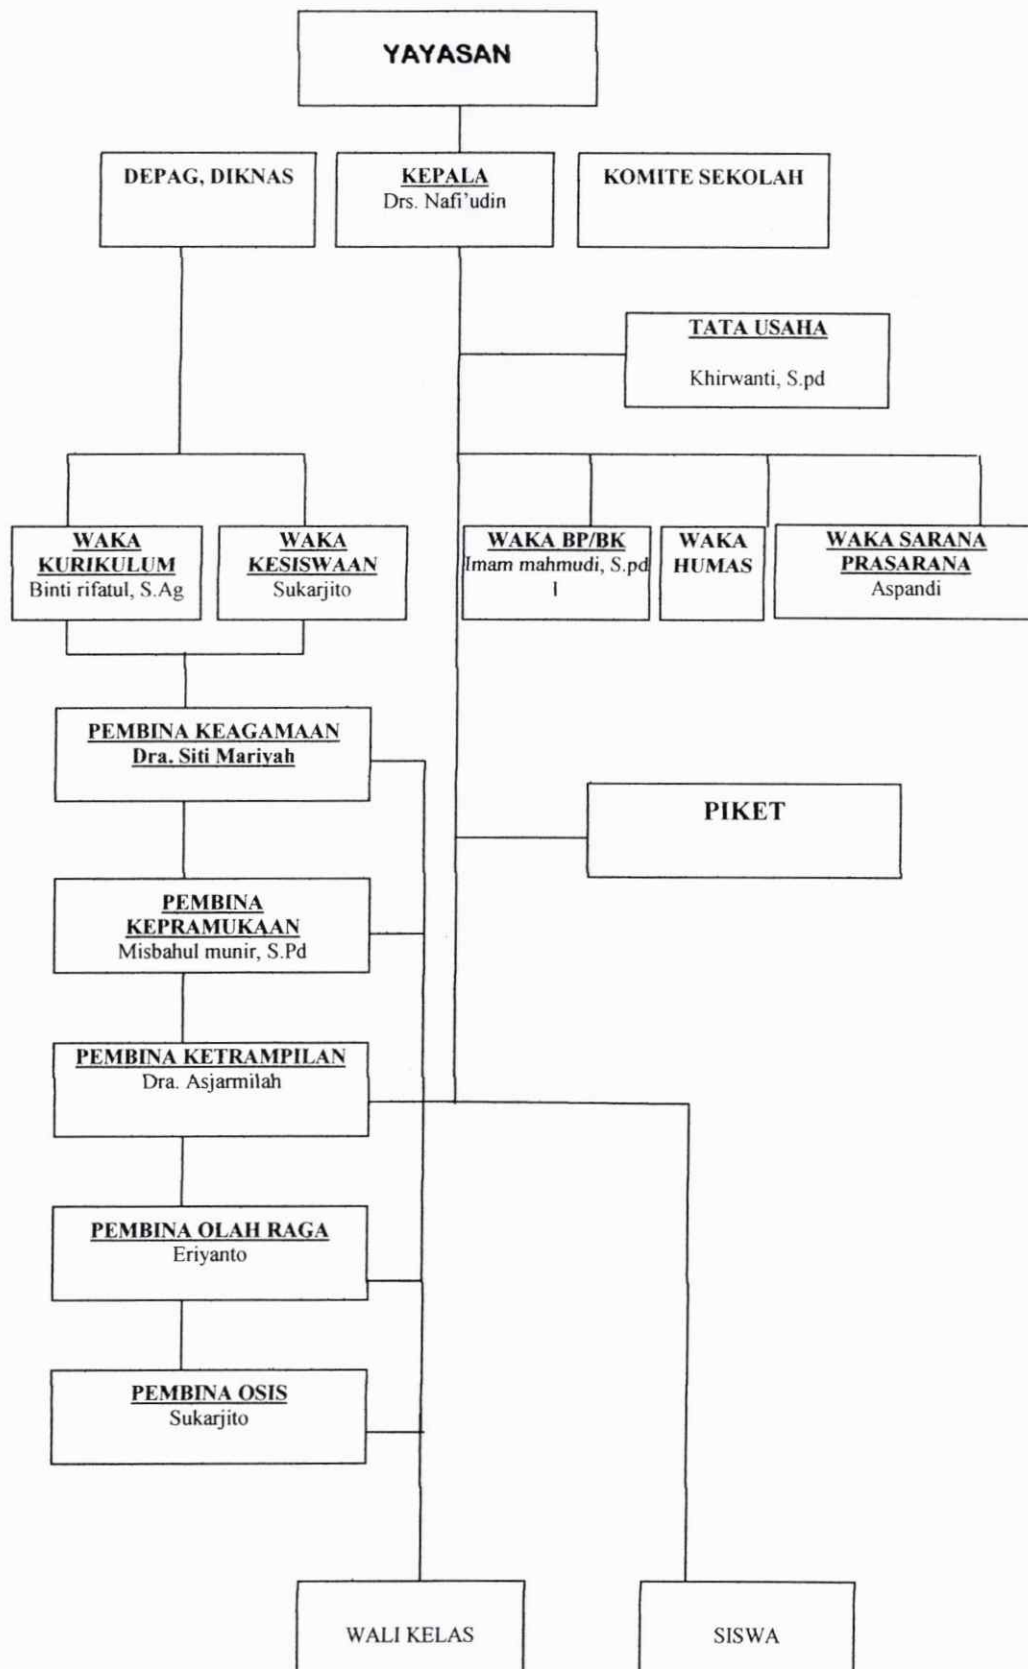 YAYASAN
DEPAG, DIKNAS
KEPALA
Drs. Nafi'udin
KOMITE SEKOLAH
TATA USAHA
Khirwanti, S.pd
WAKA
KURIKULUM
Binti rifatul, S.Ag
WAKA
KESISWAAN
Sukarjito
WAKA BP/BK
Imam mahmudi, S.pd
I
WAKA
HUMAS
WAKA SARANA
PRASARANA
Aspandi
PEMBINA KEAGAMAAN
Dra. Siti Mariyah
PIKET
PEMBINA
KEPRAMUKAAN
Misbahul munir, S.Pd
PEMBINA KETRAMPILAN
Dra. Asjarmilah
PEMBINA OLAH RAGA
Eriyanto
PEMBINA OSIS
Sukarjito
WALI KELAS
SISWA